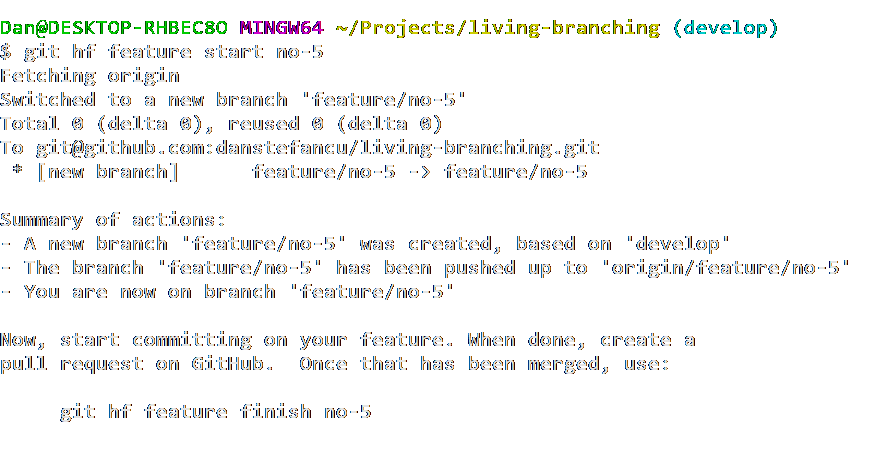 Dan@DESKTOP-RHBEC8O MINGW64 ~/Projects/living-branching (develop)
$ git hf feature start no-5
Fetching origin
Switched to a new branch 'feature/no-5'
Total 0 (delta 0), reused 0 (delta 0)
To git@github.com:danstefancu/living-branching.git
 * [new branch]      feature/no-5 -> feature/no-5

Summary of actions:
- A new branch 'feature/no-5' was created, based on 'develop'
- The branch 'feature/no-5' has been pushed up to 'origin/feature/no-5'
- You are now on branch 'feature/no-5'

Now, start committing on your feature. When done, create a
pull request on GitHub.  Once that has been merged, use:

     git hf feature finish no-5